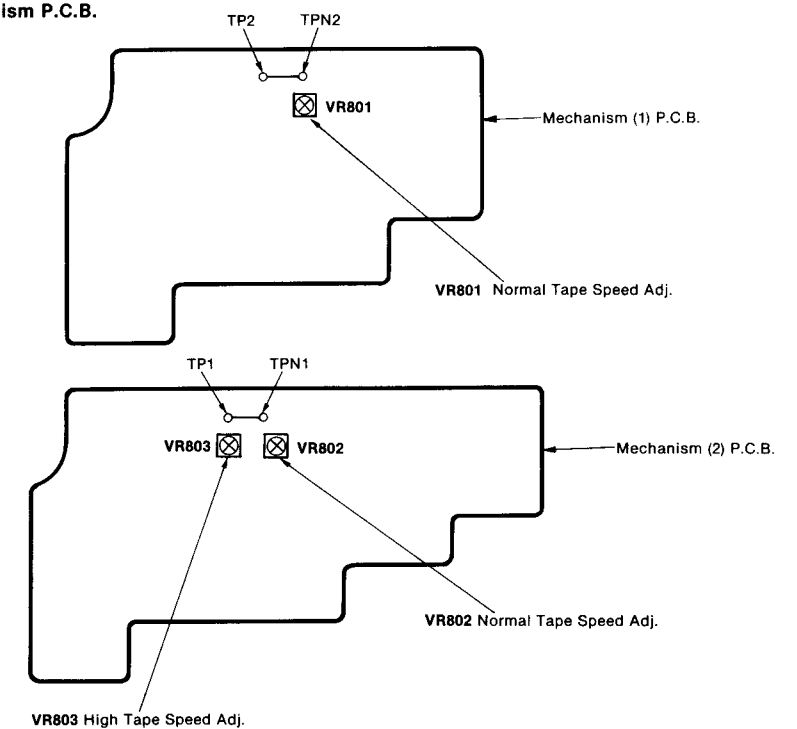 ism P.C.B.
TP2 TPN2
VR801
Mechanism (1) P.C.B.
VR801 Normal Tape Speed Adj.
TP1 TPN1
VR803 VR802
Mechanism (2) P.C.B.
VR802 Normal Tape Speed Adj.
VR803 High Tape Speed Adj.